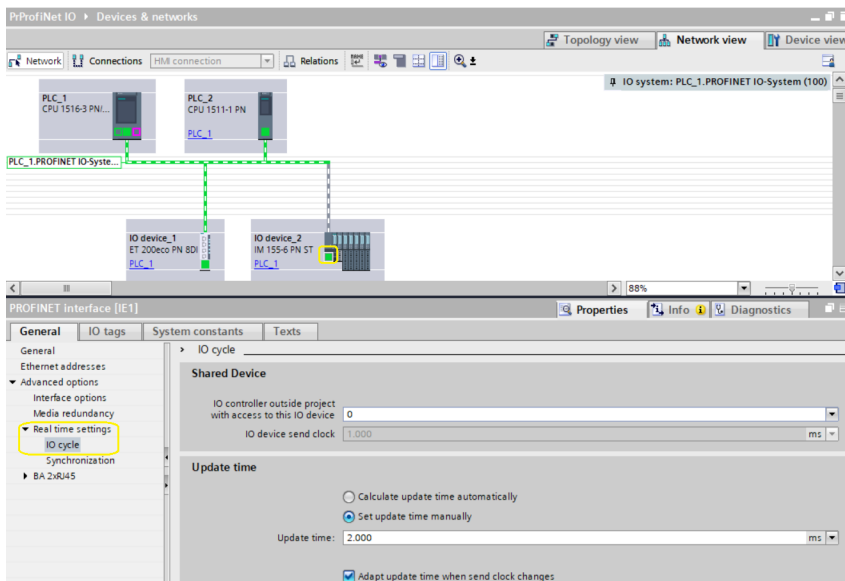 PrProfiNet IO ▸ Devices & networks
Topology view Network view Device view
Network Connections HMI connection Relations
IO system: PLC_1.PROFINET IO-System (100)
PLC_1
CPU 1516-3 PN/...
PLC_2
CPU 1511-1 PN
PLC_1
PLC_1.PROFINET IO-Syste...
IO device_1
ET 200eco PN 8DI
PLC_1
IO device_2
IM 155-6 PN ST
PLC_1
88%
PROFINET interface [IE1]
Properties Info Diagnostics
General IO tags System constants Texts
General
Ethernet addresses
Advanced options
Interface options
Media redundancy
Real time settings
IO cycle
Synchronization
BA 2xRJ45
IO cycle
Shared Device
IO controller outside project
with access to this IO device 0
IO device send clock 1.000 ms
Update time
Calculate update time automatically
Set update time manually
Update time: 2.000 ms
Adapt update time when send clock changes